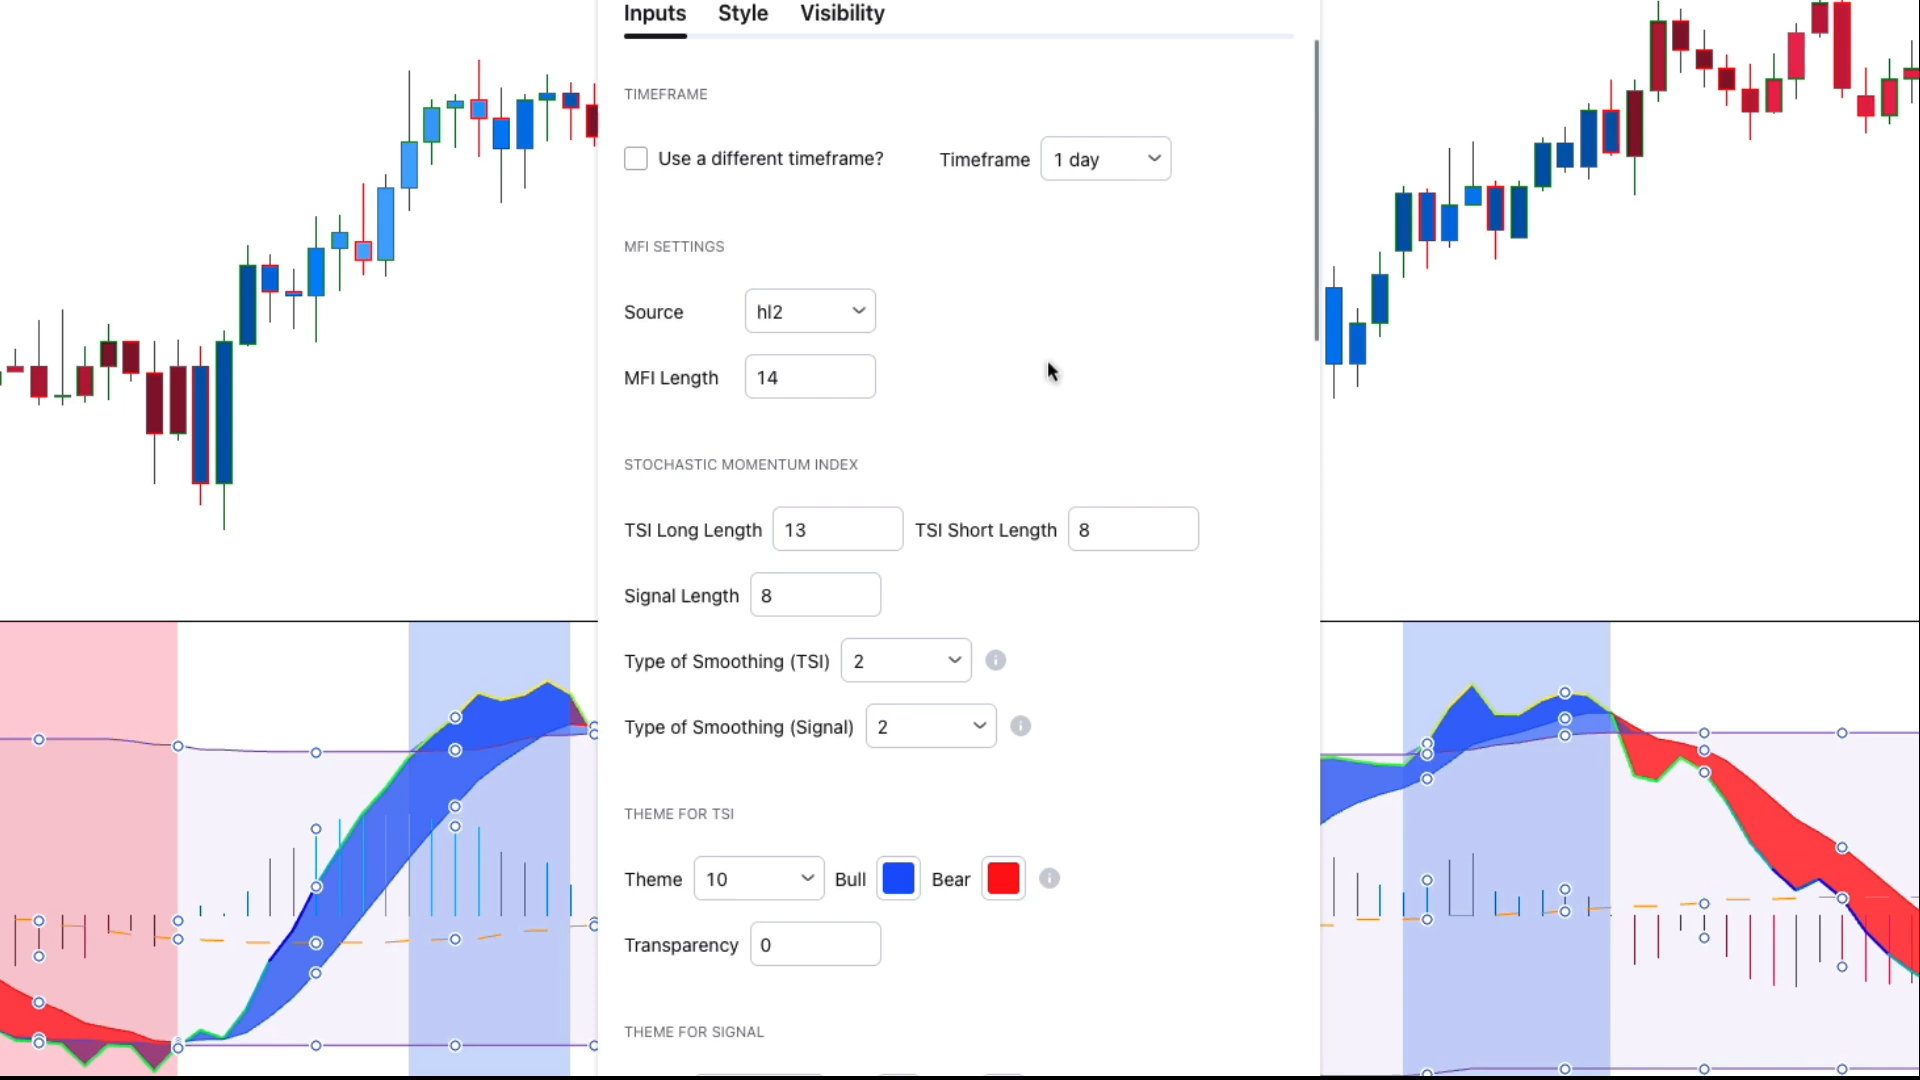 Inputs Style Visibility
TIMEFRAME
Use a different timeframe? Timeframe 1 day
MFI SETTINGS
Source hl2
MFI Length 14
STOCHASTIC MOMENTUM INDEX
TSI Long Length 13 TSI Short Length 8
Signal Length 8
Type of Smoothing (TSI) 2
Type of Smoothing (Signal) 2
THEME FOR TSI
Theme 10 Bull Bear
Transparency 0
THEME FOR SIGNAL